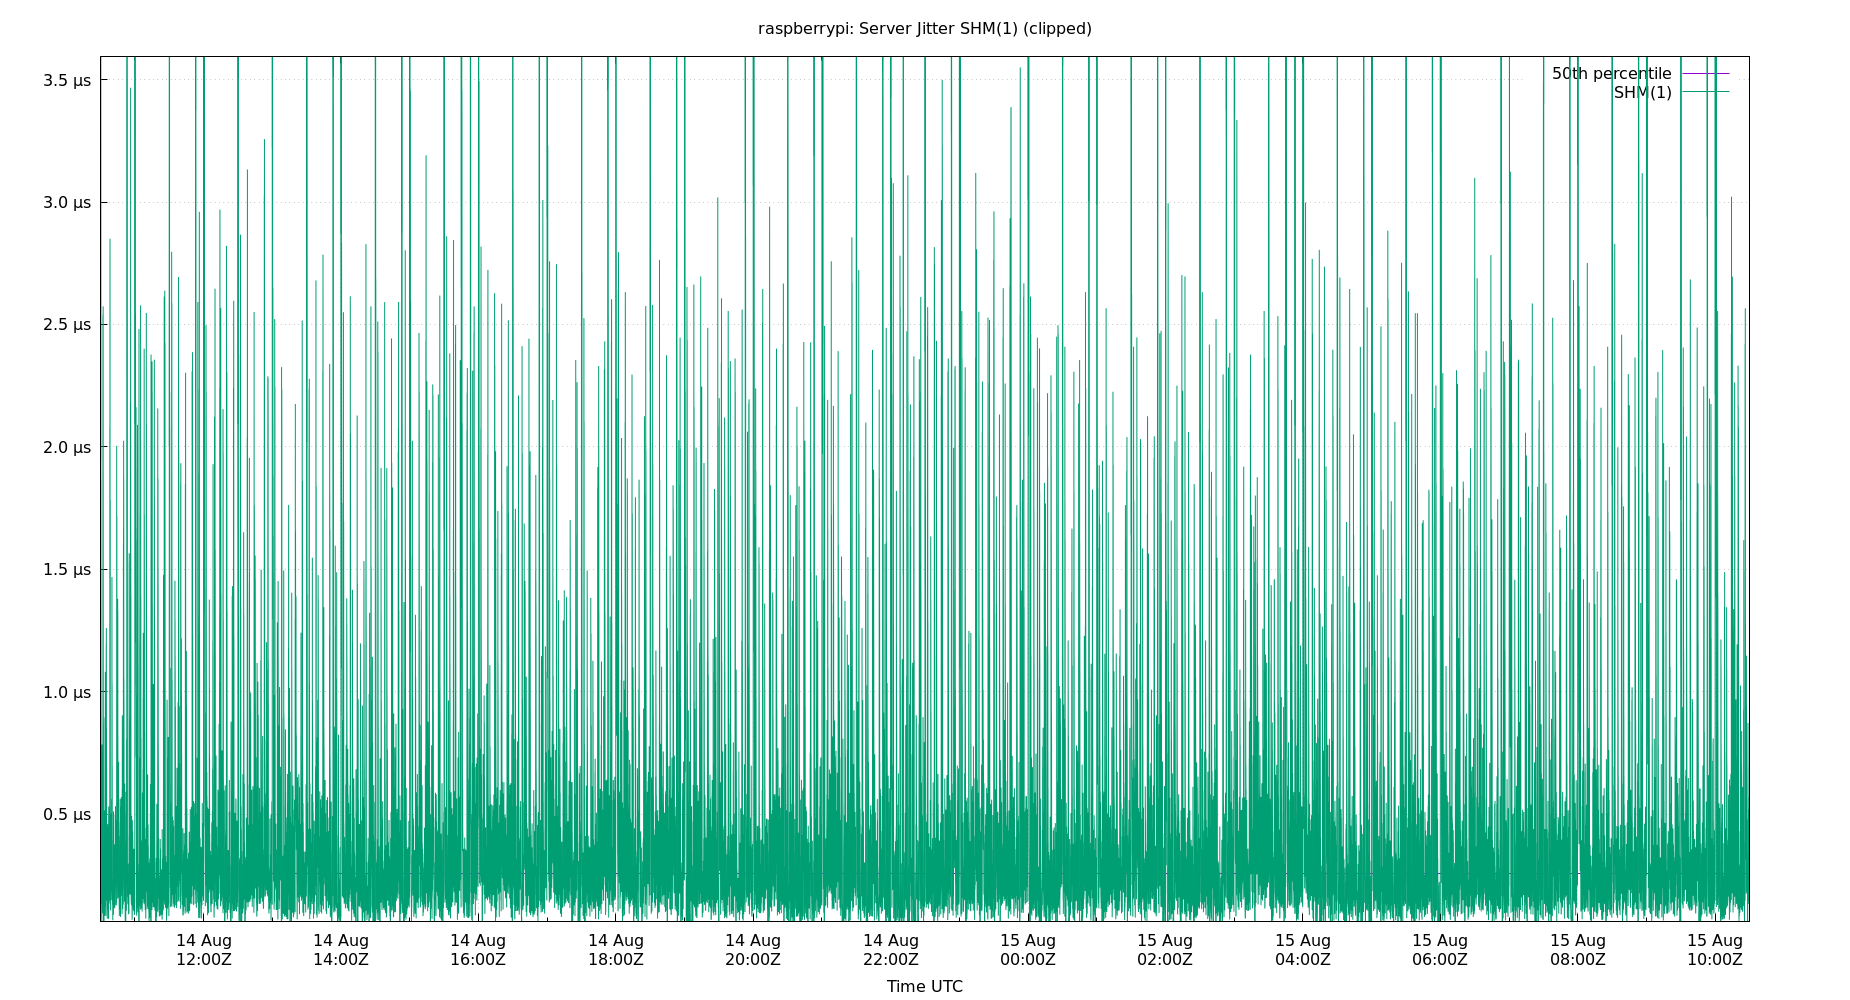 raspberrypi: Server Jitter SHM(1) (clipped)
50th percentile
SHM(1)
3.5 µs
3.0 µs
2.5 µs
2.0 µs
1.5 µs
1.0 µs
0.5 µs
14 Aug 14 Aug 14 Aug 14 Aug 14 Aug 14 Aug 15 Aug 15 Aug 15 Aug 15 Aug 15 Aug 15 Aug
12:00Z 14:00Z 16:00Z 18:00Z 20:00Z 22:00Z 00:00Z 02:00Z 04:00Z 06:00Z 08:00Z 10:00Z
Time UTC